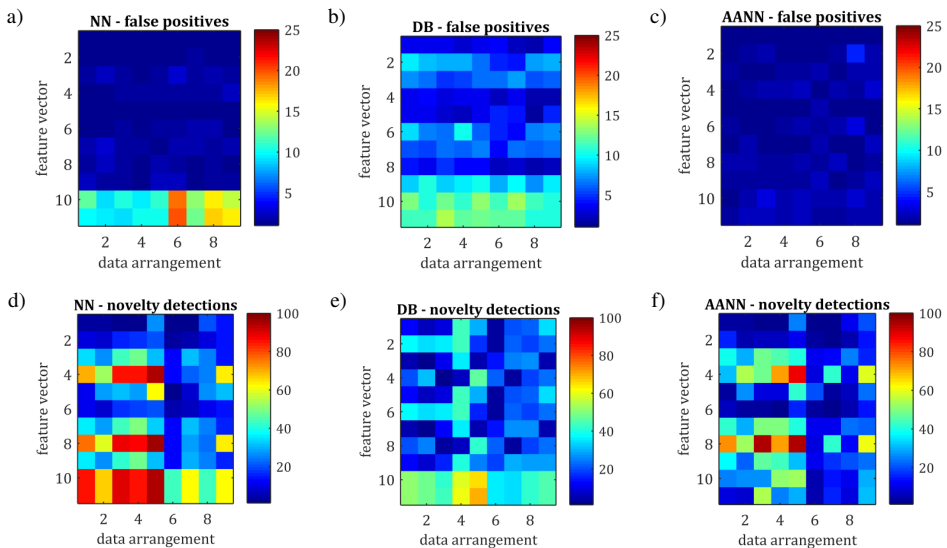 a)
NN - false positives
feature vector
2
4
6
8
10
2 4 6 8
data arrangement
25
20
15
10
5
b)
DB - false positives
feature vector
2
4
6
8
10
2 4 6 8
data arrangement
25
20
15
10
5
c)
AANN - false positives
feature vector
2
4
6
8
10
2 4 6 8
data arrangement
25
20
15
10
5
d)
NN - novelty detections
feature vector
2
4
6
8
10
2 4 6 8
data arrangement
100
80
60
40
20
e)
DB - novelty detections
feature vector
2
4
6
8
10
2 4 6 8
data arrangement
100
80
60
40
20
f)
AANN - novelty detections
feature vector
2
4
6
8
10
2 4 6 8
data arrangement
100
80
60
40
20